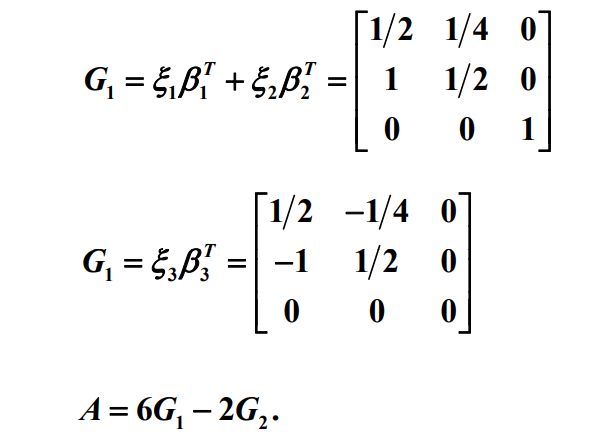 G₁ = ξ₁β₁ᵀ + ξ₂β₂ᵀ = [1/2 1/4 0
1 1/2 0
0 0 1]
G₁ = ξ₃β₃ᵀ = [1/2 −1/4 0
−1 1/2 0
0 0 0]
A = 6G₁ − 2G₂.